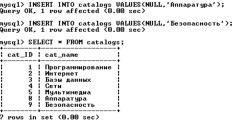 mysql> INSERT INTO catalogs VALUES(NULL,'Аппаратура');
Query OK, 1 row affected (0.00 sec)
mysql> INSERT INTO catalogs VALUES(NULL,'Безопасность');
Query OK, 1 row affected (0.00 sec)
mysql> SELECT * FROM catalogs;
+--------+------------------+
| cat_ID | cat_name |
+--------+------------------+
| 1 | Программирование |
| 2 | Интернет |
| 3 | Базы данных |
| 4 | Сети |
| 5 | Мультимедиа |
| 8 | Аппаратура |
| 9 | Безопасность |
+--------+------------------+
7 rows in set (0.00 sec)